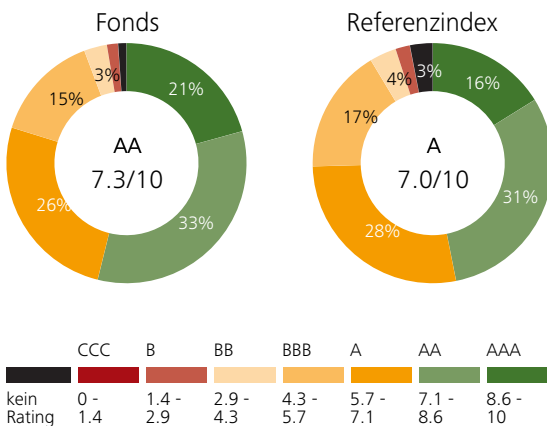 Fonds
Referenzindex
3%
21%
15%
AA
7.3/10
26%
33%
4%
3%
16%
17%
A
7.0/10
31%
28%
CCC B BB BBB A AA AAA
kein 0 - 1.4 - 2.9 - 4.3 - 5.7 - 7.1 - 8.6 -
Rating 1.4 2.9 4.3 5.7 7.1 8.6 10